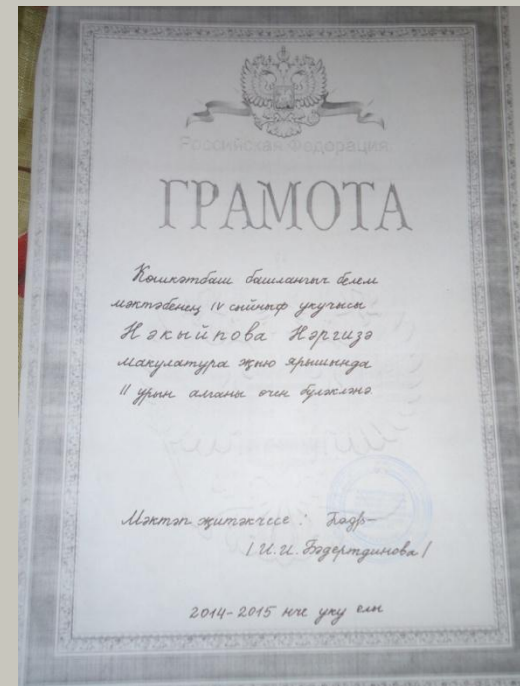 Российская Федерация
ГРАМОТА
Кошкәтбаш башлангыч белем
мәктәбенең IV сыйныф укучысы
Нәкыйпова Нәргизә
макулатура җыю ярышында
II урын алганы өчен бүләкләнә.
Мәктәп җитәкчесе: Бәдр-
/И.И. Бәдертдинова/
2014-2015 нче уку елы